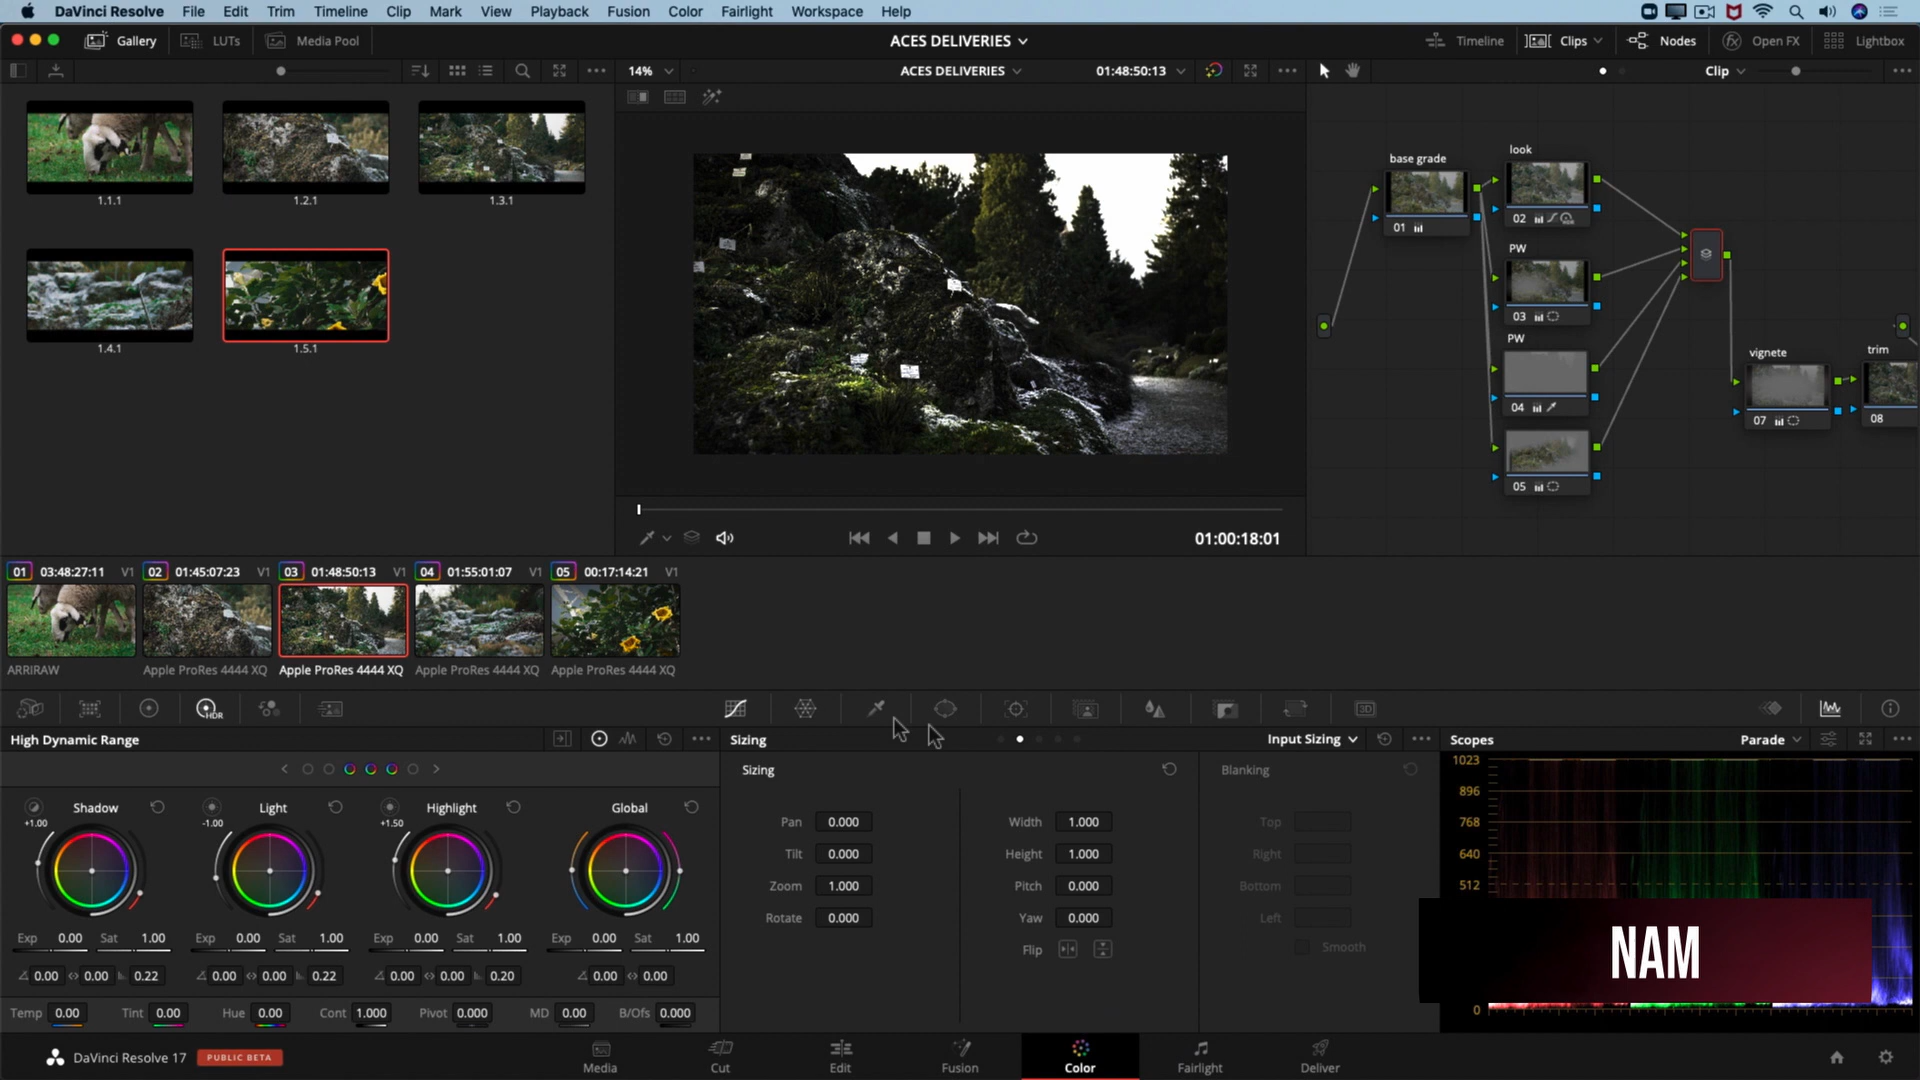 DaVinci Resolve File Edit Trim Timeline Clip Mark View Playback Fusion Color Fairlight Workspace Help
Gallery LUTs Media Pool
ACES DELIVERIES
Timeline Clips Nodes Open FX Lightbox
14% ACES DELIVERIES 01:48:50:13 Clip
1.1.1 1.2.1 1.3.1
1.4.1 1.5.1
01:00:18:01
base grade
01
look
02
PW
03
PW
04
05
vignete
07
trim
08
01 03:48:27:11 V1 02 01:45:07:23 V1 03 01:48:50:13 V1 04 01:55:01:07 V1 05 00:17:14:21 V1
ARRIRAW Apple ProRes 4444 XQ Apple ProRes 4444 XQ Apple ProRes 4444 XQ Apple ProRes 4444 XQ
HDR
3D
High Dynamic Range
Shadow Light Highlight Global
+1.00 -1.00 +1.50
Exp 0.00 Sat 1.00 Exp 0.00 Sat 1.00 Exp 0.00 Sat 1.00 Exp 0.00 Sat 1.00
0.00 0.00 0.22 0.00 0.00 0.22 0.00 0.00 0.20 0.00 0.00
Temp 0.00 Tint 0.00 Hue 0.00 Cont 1.000 Pivot 0.000 MD 0.00 B/Ofs 0.000
Sizing Input Sizing
Sizing Blanking
Pan 0.000 Width 1.000 Top
Tilt 0.000 Height 1.000 Right
Zoom 1.000 Pitch 0.000 Bottom
Rotate 0.000 Yaw 0.000 Left
Flip Smooth
Scopes Parade
1023
896
768
640
512
0
NAM
DaVinci Resolve 17 PUBLIC BETA
Media Cut Edit Fusion Color Fairlight Deliver